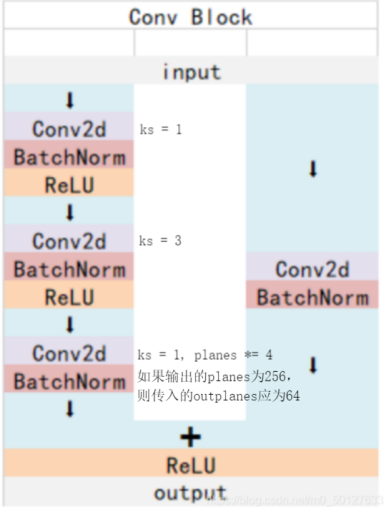 Conv Block
input
Conv2d
ks = 1
BatchNorm
ReLU
Conv2d
ks = 3
BatchNorm
ReLU
Conv2d
BatchNorm
Conv2d
ks = 1, planes *= 4
BatchNorm
如果输出的planes为256,
则传入的outplanes应为64
+
ReLU
output